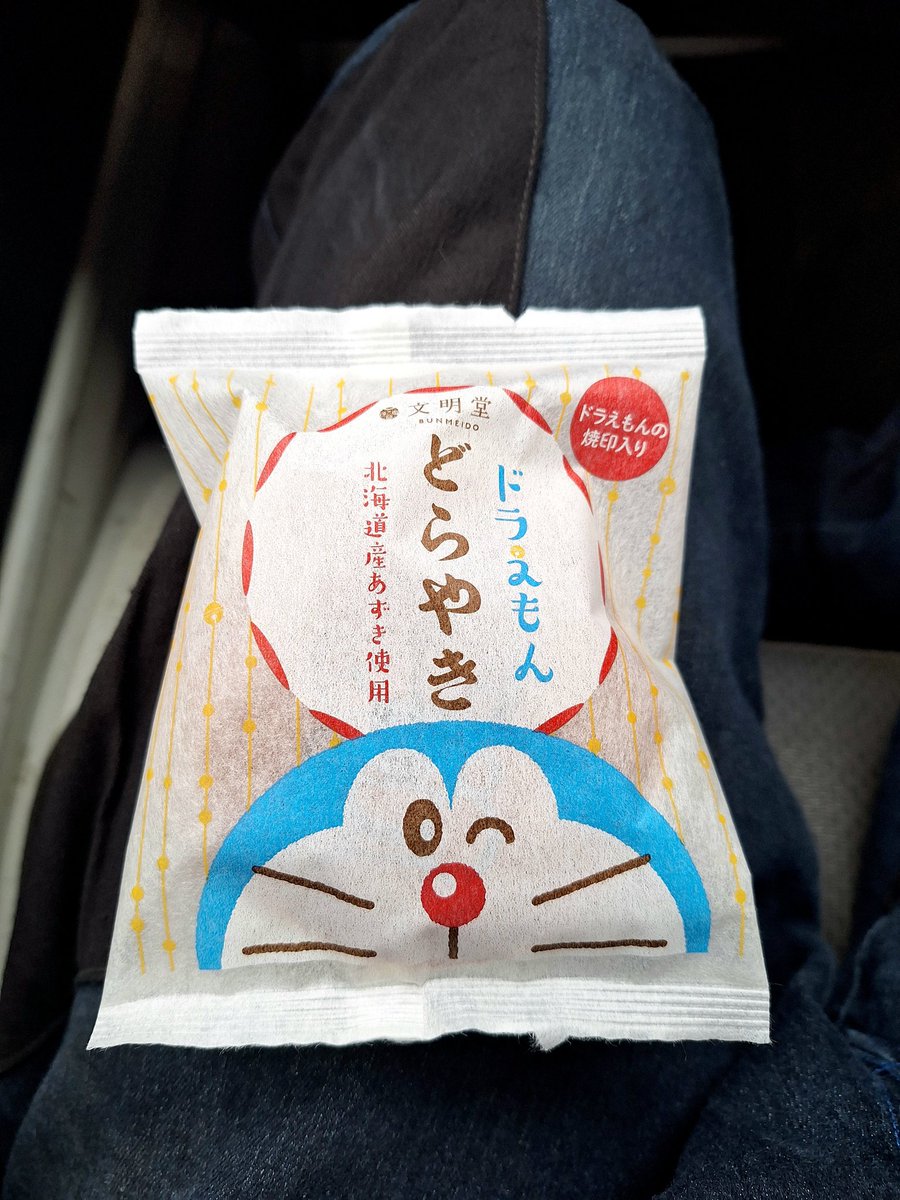 文明堂
BUNMEIDO
ドラえもんの
焼印入り
ドラえもん
どらやき
北海道産あずき使用